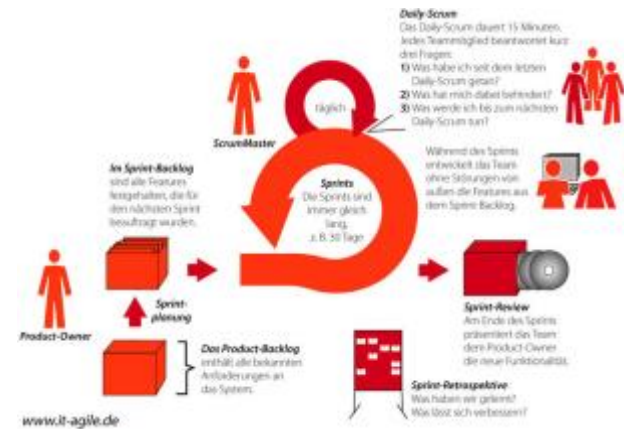 Daily-Scrum
Das Daily-Scrum dauert 15 Minuten.
Jedes Teammitglied beantwortet kurz
drei Fragen:
1) Was habe ich seit dem letzten
Daily-Scrum getan?
2) Was hat mich dabei behindert?
3) Was werde ich bis zum nächsten
Daily-Scrum tun?
täglich
ScrumMaster
Während des Sprints
entwickelt das Team
ohne Störungen von
außen die Features aus
dem Sprint-Backlog.
Im Sprint-Backlog
sind alle Features
festgehalten, die für
den nächsten Sprint
beauftragt wurden.
Sprints
Die Sprints sind
immer gleich
lang,
z. B. 30 Tage
Product-Owner
Sprint-
planung
Sprint-Review
Am Ende des Sprints
präsentiert das Team
dem Product-Owner
die neue Funktionalität.
Das Product-Backlog
enthält alle bekannten
Anforderungen an
das System.
Sprint-Retrospektive
Was haben wir gelernt?
Was lässt sich verbessern?
www.it-agile.de